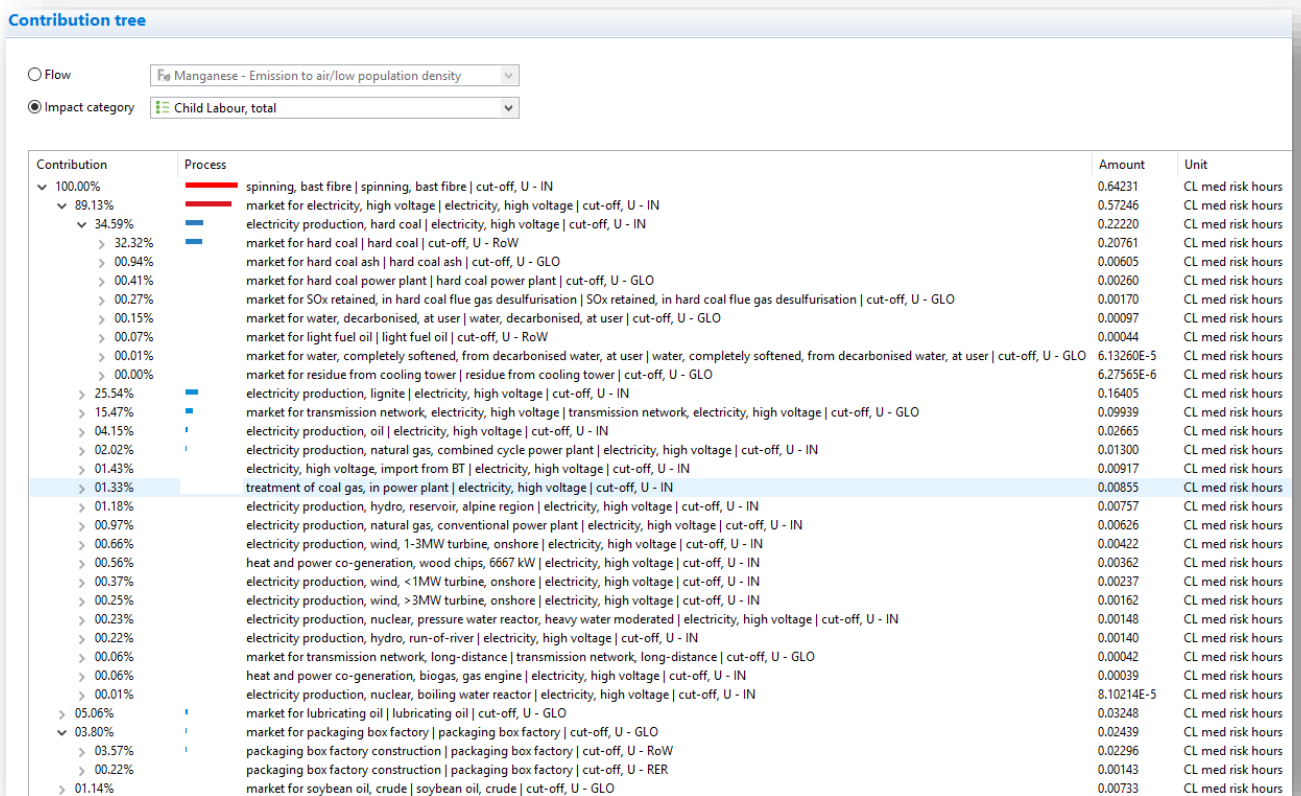 Contribution tree
Flow Fe Manganese - Emission to air/low population density
Impact category Child Labour, total
Contribution Process Amount Unit
100.00% spinning, bast fibre | spinning, bast fibre | cut-off, U - IN 0.64231 CL med risk hours
89.13% market for electricity, high voltage | electricity, high voltage | cut-off, U - IN 0.57246 CL med risk hours
34.59% electricity production, hard coal | electricity, high voltage | cut-off, U - IN 0.22220 CL med risk hours
32.32% market for hard coal | hard coal | cut-off, U - RoW 0.20761 CL med risk hours
00.94% market for hard coal ash | hard coal ash | cut-off, U - GLO 0.00605 CL med risk hours
00.41% market for hard coal power plant | hard coal power plant | cut-off, U - GLO 0.00260 CL med risk hours
00.27% market for SOx retained, in hard coal flue gas desulfurisation | SOx retained, in hard coal flue gas desulfurisation | cut-off, U - GLO 0.00170 CL med risk hours
00.15% market for water, decarbonised, at user | water, decarbonised, at user | cut-off, U - GLO 0.00097 CL med risk hours
00.07% market for light fuel oil | light fuel oil | cut-off, U - RoW 0.00044 CL med risk hours
00.01% market for water, completely softened, from decarbonised water, at user | water, completely softened, from decarbonised water, at user | cut-off, U - GLO 6.13260E-5 CL med risk hours
00.00% market for residue from cooling tower | residue from cooling tower | cut-off, U - GLO 6.27565E-6 CL med risk hours
25.54% electricity production, lignite | electricity, high voltage | cut-off, U - IN 0.16405 CL med risk hours
15.47% market for transmission network, electricity, high voltage | transmission network, electricity, high voltage | cut-off, U - GLO 0.09939 CL med risk hours
04.15% electricity production, oil | electricity, high voltage | cut-off, U - IN 0.02665 CL med risk hours
02.02% electricity production, natural gas, combined cycle power plant | electricity, high voltage | cut-off, U - IN 0.01300 CL med risk hours
01.43% electricity, high voltage, import from BT | electricity, high voltage | cut-off, U - IN 0.00917 CL med risk hours
01.33% treatment of coal gas, in power plant | electricity, high voltage | cut-off, U - IN 0.00855 CL med risk hours
01.18% electricity production, hydro, reservoir, alpine region | electricity, high voltage | cut-off, U - IN 0.00757 CL med risk hours
00.97% electricity production, natural gas, conventional power plant | electricity, high voltage | cut-off, U - IN 0.00626 CL med risk hours
00.66% electricity production, wind, 1-3MW turbine, onshore | electricity, high voltage | cut-off, U - IN 0.00422 CL med risk hours
00.56% heat and power co-generation, wood chips, 6667 kW | electricity, high voltage | cut-off, U - IN 0.00362 CL med risk hours
00.37% electricity production, wind, <1MW turbine, onshore | electricity, high voltage | cut-off, U - IN 0.00237 CL med risk hours
00.25% electricity production, wind, >3MW turbine, onshore | electricity, high voltage | cut-off, U - IN 0.00162 CL med risk hours
00.23% electricity production, nuclear, pressure water reactor, heavy water moderated | electricity, high voltage | cut-off, U - IN 0.00148 CL med risk hours
00.22% electricity production, hydro, run-of-river | electricity, high voltage | cut-off, U - IN 0.00140 CL med risk hours
00.06% market for transmission network, long-distance | transmission network, long-distance | cut-off, U - GLO 0.00042 CL med risk hours
00.06% heat and power co-generation, biogas, gas engine | electricity, high voltage | cut-off, U - IN 0.00039 CL med risk hours
00.01% electricity production, nuclear, boiling water reactor | electricity, high voltage | cut-off, U - IN 8.10214E-5 CL med risk hours
05.06% market for lubricating oil | lubricating oil | cut-off, U - GLO 0.03248 CL med risk hours
03.80% market for packaging box factory | packaging box factory | cut-off, U - GLO 0.02439 CL med risk hours
03.57% packaging box factory construction | packaging box factory | cut-off, U - RoW 0.02296 CL med risk hours
00.22% packaging box factory construction | packaging box factory | cut-off, U - RER 0.00143 CL med risk hours
01.14% market for soybean oil, crude | soybean oil, crude | cut-off, U - GLO 0.00733 CL med risk hours